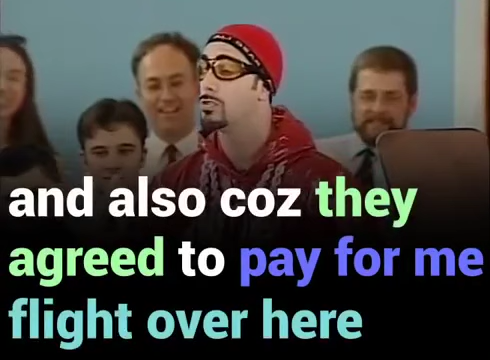 and also coz they
agreed to pay for me
flight over here